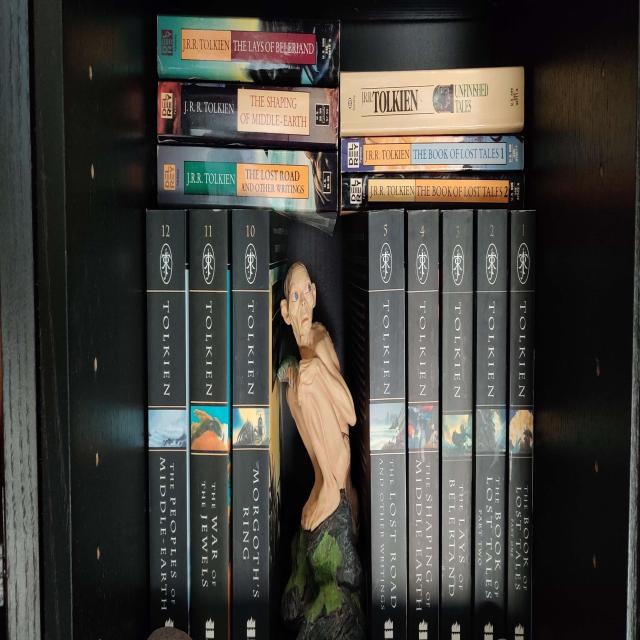 J.R.R. TOLKIEN THE LAYS OF BELERIAND
J. R. R. TOLKIEN THE SHAPING
OF MIDDLE-EARTH
J.R.R. TOLKIEN THE LOST ROAD
AND OTHER WRITINGS
J.R.R. TOLKIEN UNFINISHED
TALES
J.R.R. TOLKIEN THE BOOK OF LOST TALES 1
J.R.R. TOLKIEN THE BOOK OF LOST TALES 2
DEL REY
12
TOLKIEN
THE PEOPLES OF
MIDDLE-EARTH
11
TOLKIEN
THE WAR OF
THE JEWELS
10
TOLKIEN
MORGOTH'S
RING
5
TOLKIEN
THE LOST ROAD
AND OTHER WRITINGS
4
TOLKIEN
THE SHAPING OF
MIDDLE-EARTH
3
TOLKIEN
THE LAYS OF
BELERIAND
2
TOLKIEN
THE BOOK OF
LOST TALES
PART TWO
1
TOLKIEN
THE BOOK OF
LOST TALES